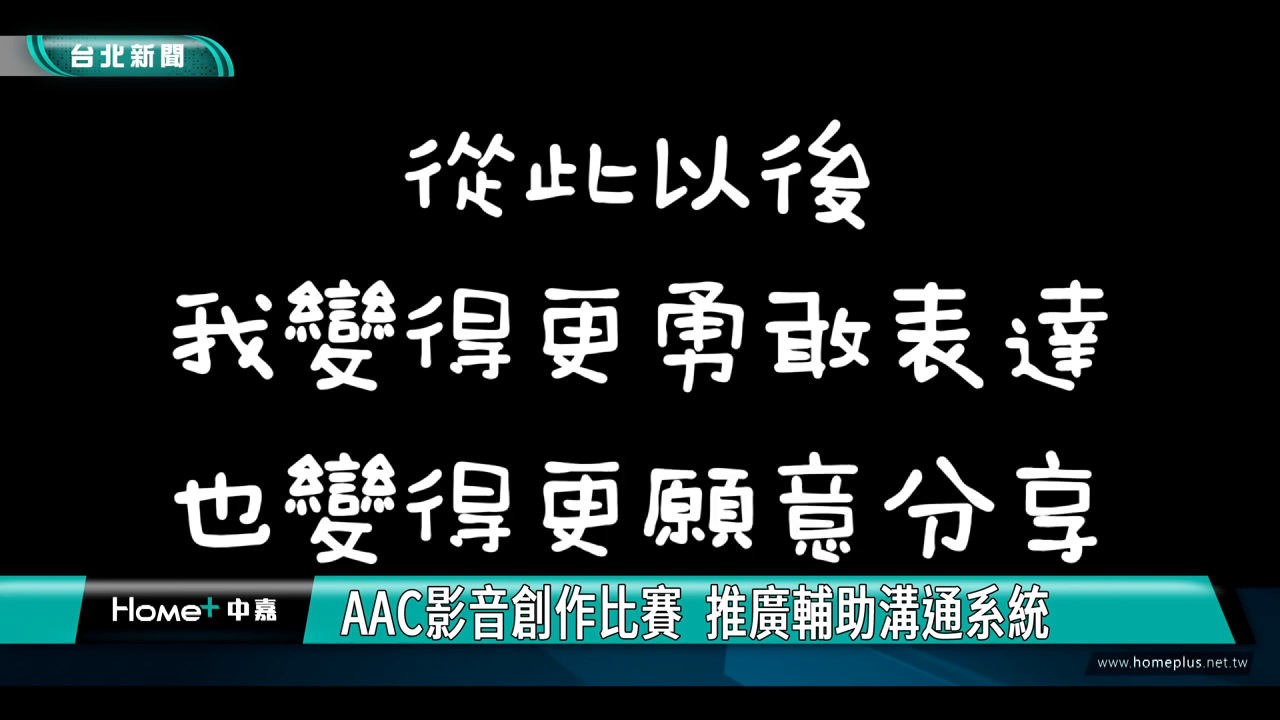 台北新聞
從此以後
我變得更勇敢表達
也變得更願意分享
Home+中嘉
AAC影音創作比賽 推廣輔助溝通系統
www.homeplus.net.tw